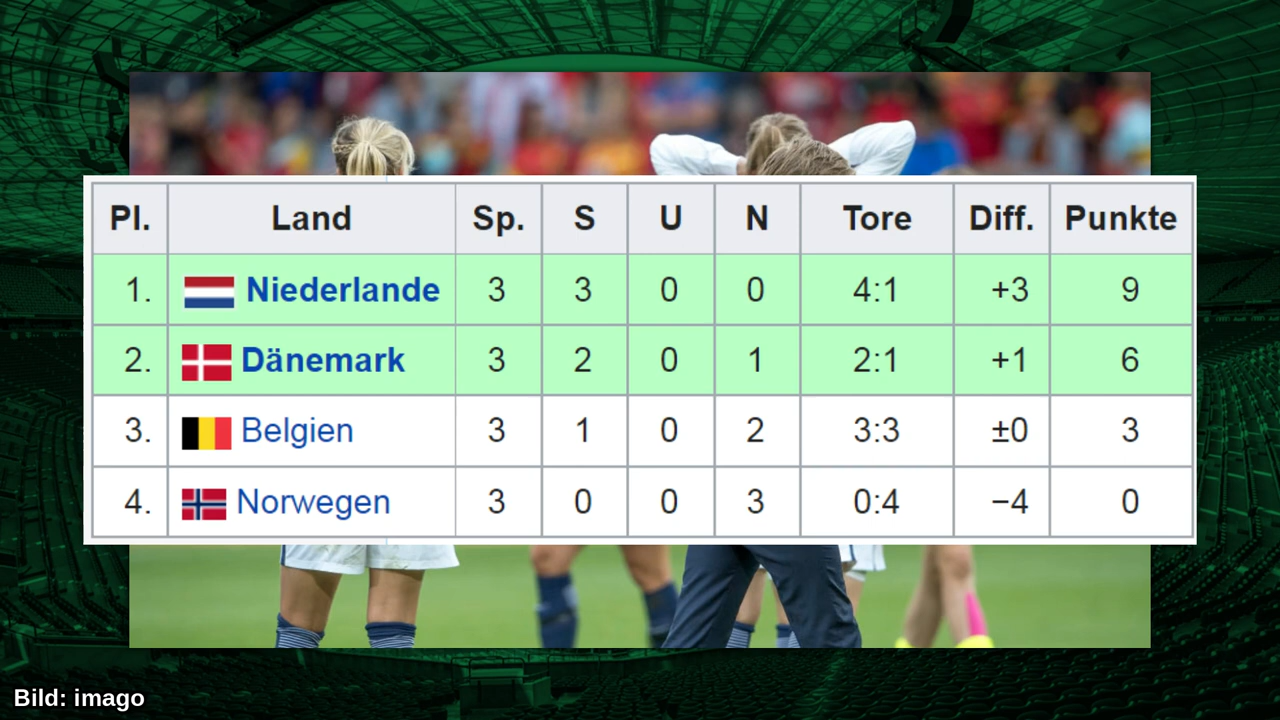 Pl. Land Sp. S U N Tore Diff. Punkte
1. Niederlande 3 3 0 0 4:1 +3 9
2. Dänemark 3 2 0 1 2:1 +1 6
3. Belgien 3 1 0 2 3:3 ±0 3
4. Norwegen 3 0 0 3 0:4 −4 0
Bild: imago